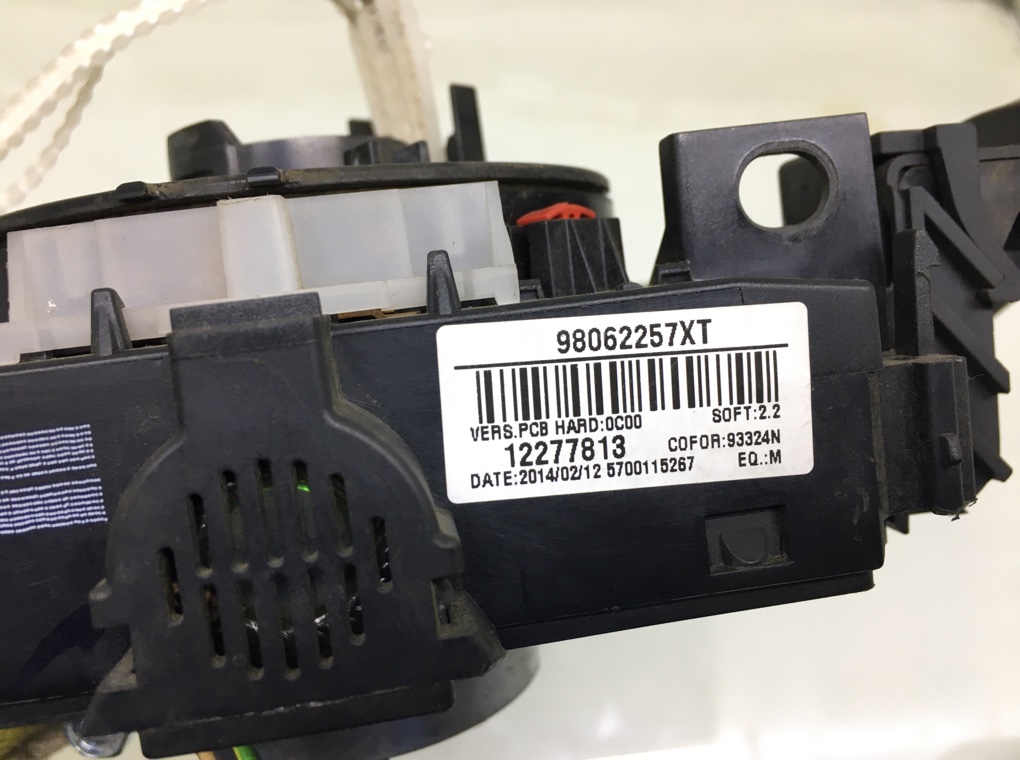 98062257XT
VERS.PCB HARD:0C00 SOFT:2.2
12277813 COFOR:93324N
DATE:2014/02/12 5700115267 EQ.:M